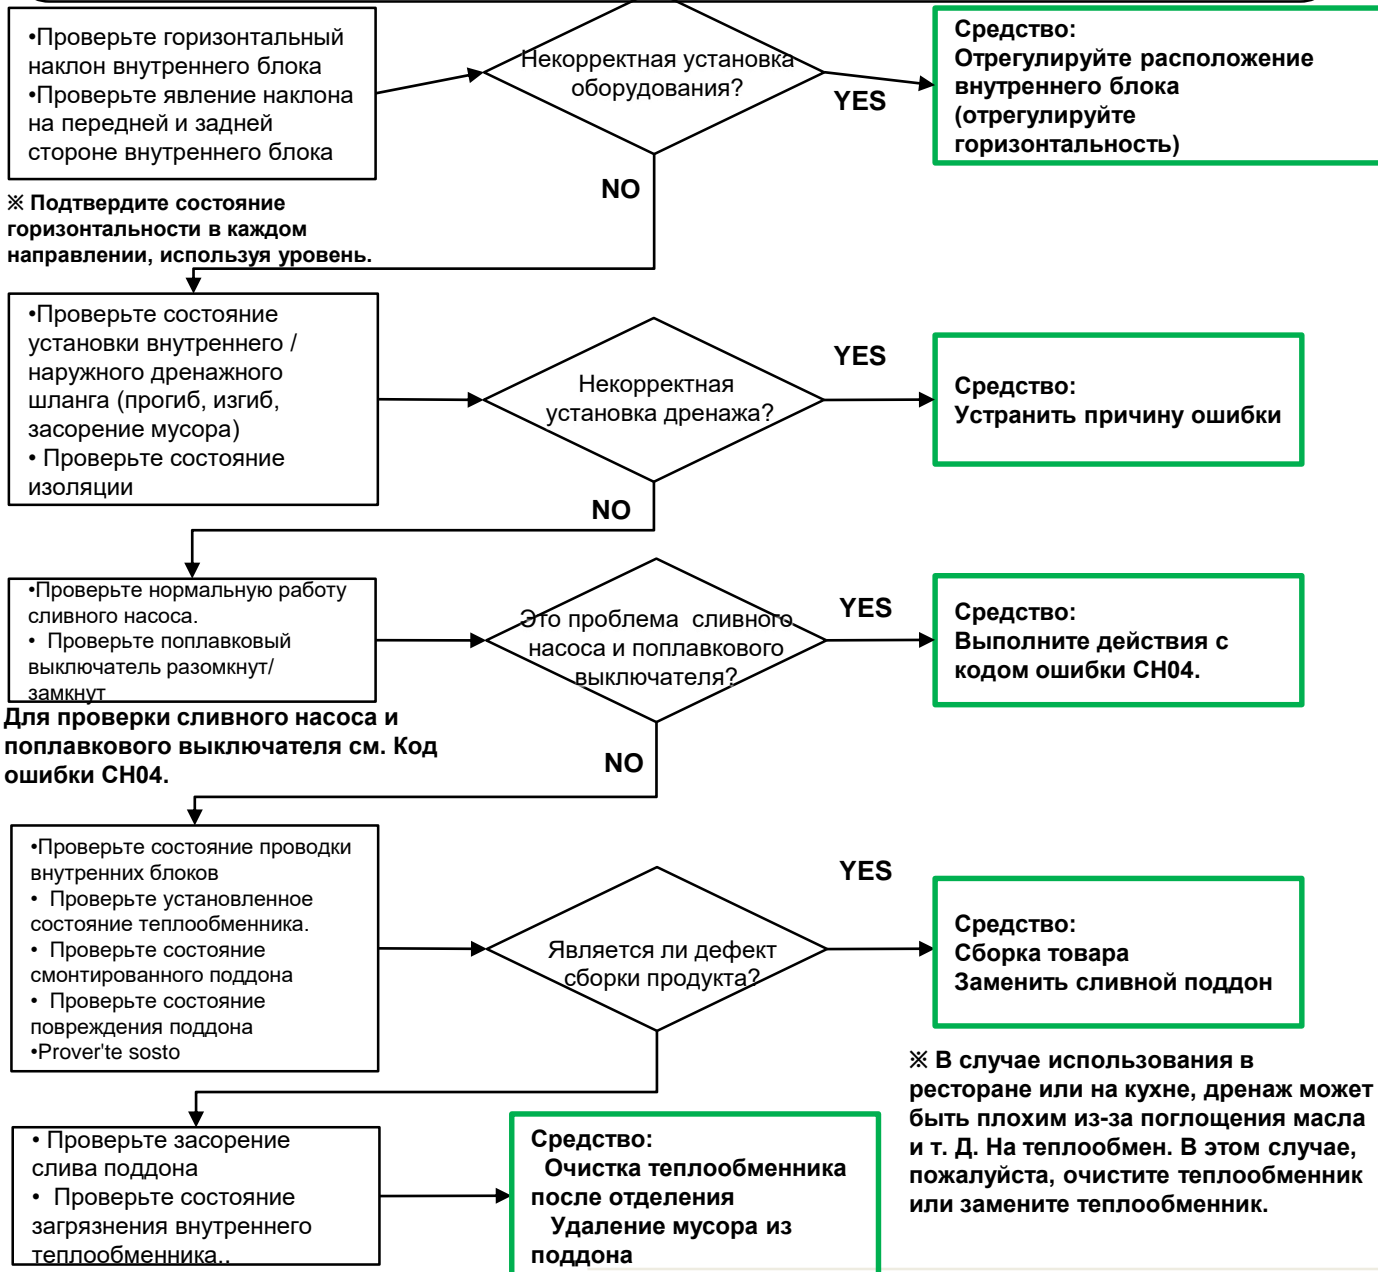 •Проверьте горизонтальный
наклон внутреннего блока
•Проверьте явление наклона
на передней и задней
стороне внутреннего блока
Некорректная установка
оборудования?
YES
Средство:
Отрегулируйте расположение
внутреннего блока
(отрегулируйте
горизонтальность)
NO
※ Подтвердите состояние
горизонтальности в каждом
направлении, используя уровень.
•Проверьте состояние
установки внутреннего /
наружного дренажного
шланга (прогиб, изгиб,
засорение мусора)
• Проверьте состояние
изоляции
Некорректная
установка дренажа?
YES
Средство:
Устранить причину ошибки
NO
•Проверьте нормальную работу
сливного насоса.
• Проверьте поплавковый
выключатель разомкнут/
замкнут
Это проблема сливного
насоса и поплавкового
выключателя?
YES
Средство:
Выполните действия с
кодом ошибки CH04.
Для проверки сливного насоса и
поплавкового выключателя см. Код
ошибки CH04.
NO
•Проверьте состояние проводки
внутренних блоков
• Проверьте установленное
состояние теплообменника.
• Проверьте состояние
смонтированного поддона
• Проверьте состояние
повреждения поддона
•Prover'te sosto
Является ли дефект
сборки продукта?
YES
Средство:
Сборка товара
Заменить сливной поддон
※ В случае использования в
ресторане или на кухне, дренаж может
быть плохим из-за поглощения масла
и т. Д. На теплообмен. В этом случае,
пожалуйста, очистите теплообменник
или замените теплообменник.
• Проверьте засорение
слива поддона
• Проверьте состояние
загрязнения внутреннего
теплообменника..
Средство:
Очистка теплообменника
после отделения
Удаление мусора из
поддона